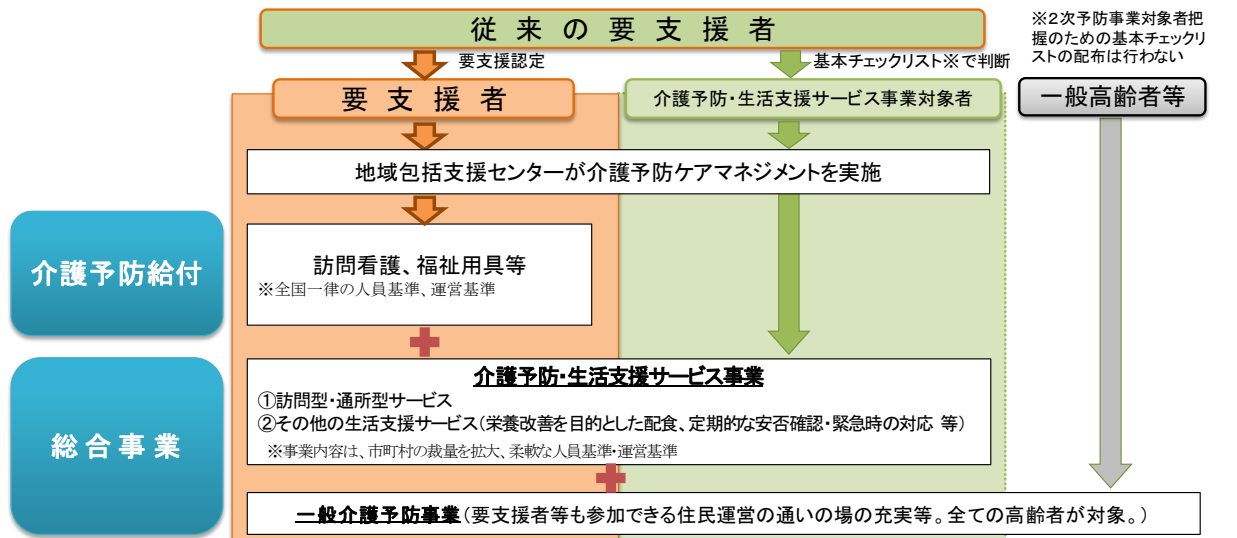 従来の要支援者
※２次予防事業対象者把
握のための基本チェックリ
ストの配布は行わない
要支援認定
基本チェックリスト※で判断
要支援者
介護予防・生活支援サービス事業対象者
一般高齢者等
地域包括支援センターが介護予防ケアマネジメントを実施
介護予防給付
訪問看護、福祉用具等
※全国一律の人員基準、運営基準
総合事業
介護予防・生活支援サービス事業
①訪問型・通所型サービス
②その他の生活支援サービス（栄養改善を目的とした配食、定期的な安否確認・緊急時の対応 等）
※事業内容は、市町村の裁量を拡大、柔軟な人員基準・運営基準
一般介護予防事業（要支援者等も参加できる住民運営の通いの場の充実等。全ての高齢者が対象。）